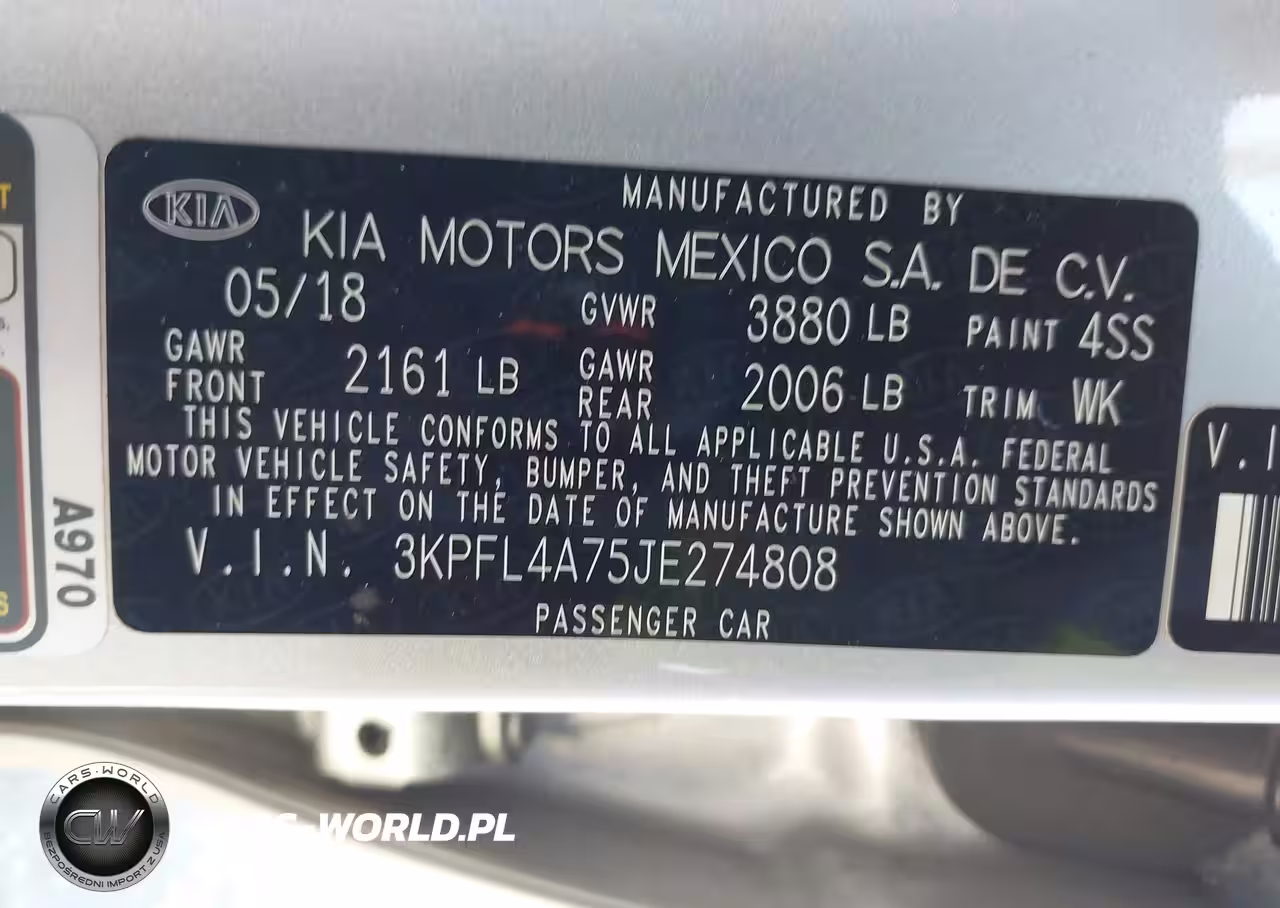 KIA
MANUFACTURED BY
KIA MOTORS MEXICO S.A. DE C.V.
05/18 GVWR 3880 LB PAINT 4SS
GAWR FRONT 2161 LB GAWR REAR 2006 LB TRIM WK
THIS VEHICLE CONFORMS TO ALL APPLICABLE U.S.A. FEDERAL
MOTOR VEHICLE SAFETY, BUMPER, AND THEFT PREVENTION STANDARDS
IN EFFECT ON THE DATE OF MANUFACTURE SHOWN ABOVE.
V.I.N. 3KPFL4A75JE274808
PASSENGER CAR
A970
V.I
CARS-WORLD
CW
BEZPOŚREDNI IMPORT Z USA
-WORLD.PL